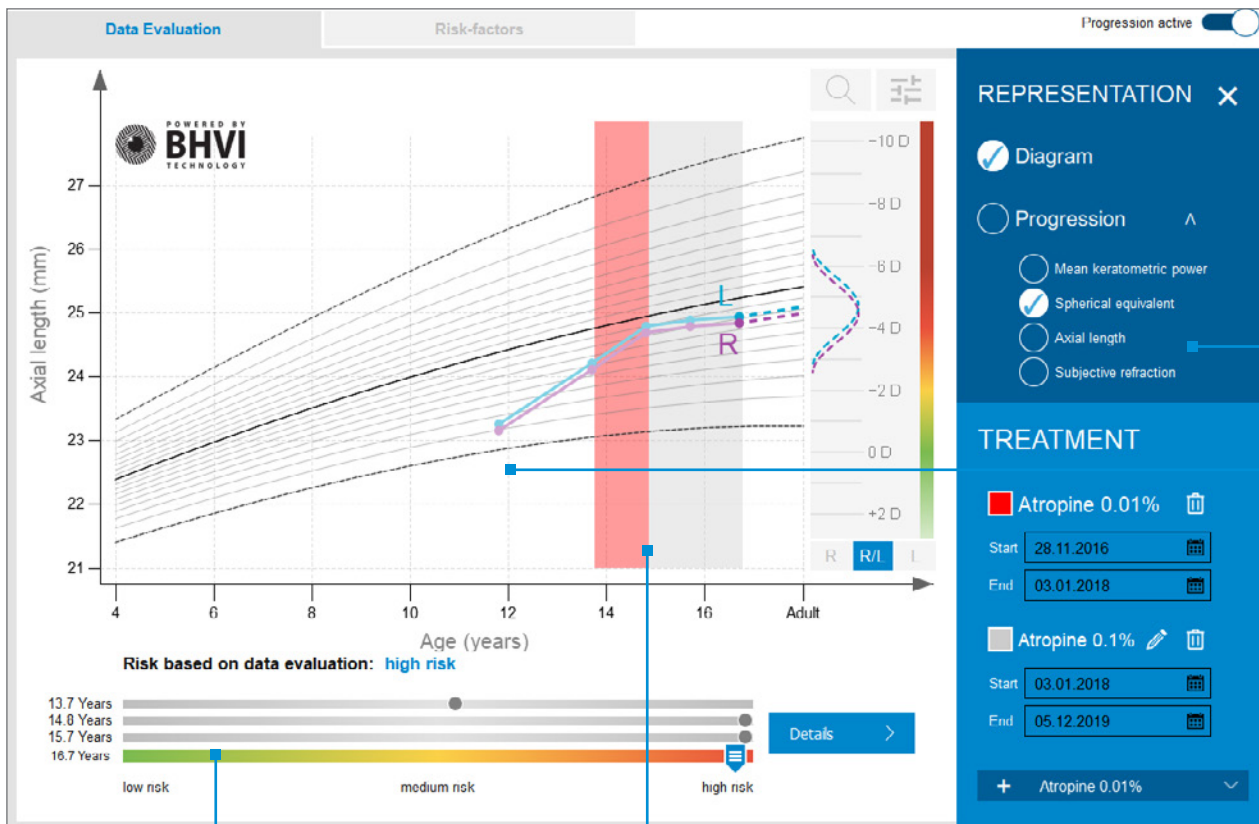 Data Evaluation
Risk-factors
Progression active
POWERED BY
BHVI
TECHNOLOGY
Axial length (mm)
27
26
25
24
23
22
21
L
R
−10 D
−8 D
6 D
−4 D
−2 D
0 D
+2 D
R R/L L
4 6 8 10 12 14 16 Adult
Age (years)
Risk based on data evaluation: high risk
13.7 Years
14.8 Years
15.7 Years
16.7 Years
low risk medium risk high risk
Details >
REPRESENTATION ×
Diagram
Progression
Mean keratometric power
Spherical equivalent
Axial length
Subjective refraction
TREATMENT
Atropine 0.01%
Start 28.11.2016
End 03.01.2018
Atropine 0.1%
Start 03.01.2018
End 05.12.2019
+ Atropine 0.01%